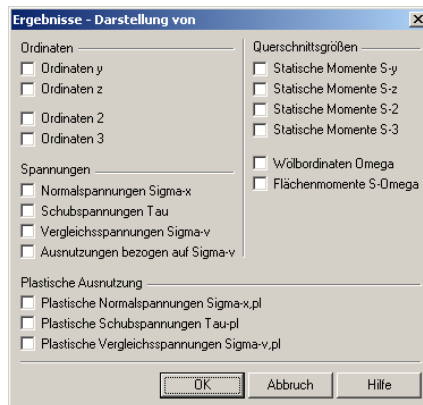 Ergebnisse - Darstellung von
Ordinaten
Ordinaten y
Ordinaten z
Ordinaten 2
Ordinaten 3
Spannungen
Normalspannungen Sigma-x
Schubspannungen Tau
Vergleichsspannungen Sigma-v
Ausnutzungen bezogen auf Sigma-v
Querschnittsgrößen
Statische Momente S-y
Statische Momente S-z
Statische Momente S-2
Statische Momente S-3
Wölbordinaten Omega
Flächenmomente S-Omega
Plastische Ausnutzung
Plastische Normalspannungen Sigma-x,pl
Plastische Schubspannungen Tau-pl
Plastische Vergleichsspannungen Sigma-v,pl
OK Abbruch Hilfe